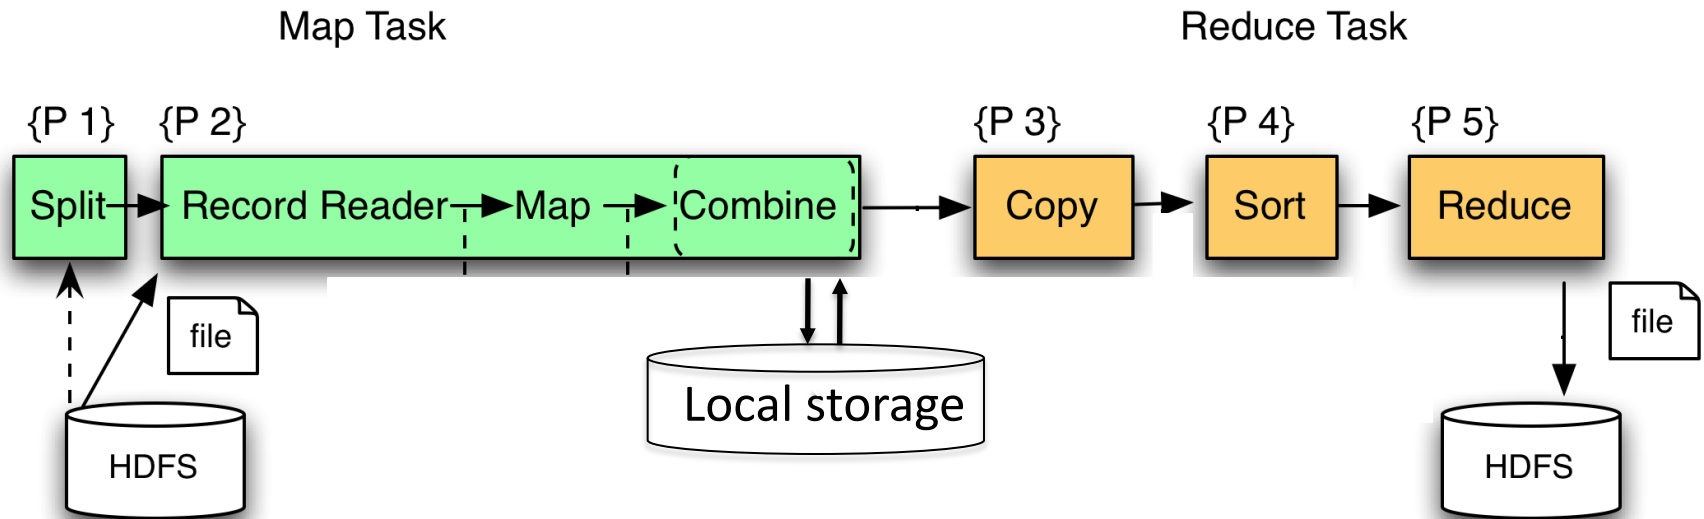 Map Task
Reduce Task
{P 1}
{P 2}
{P 3}
{P 4}
{P 5}
Split
Record Reader
Map
Combine
Copy
Sort
Reduce
file
file
Local storage
HDFS
HDFS